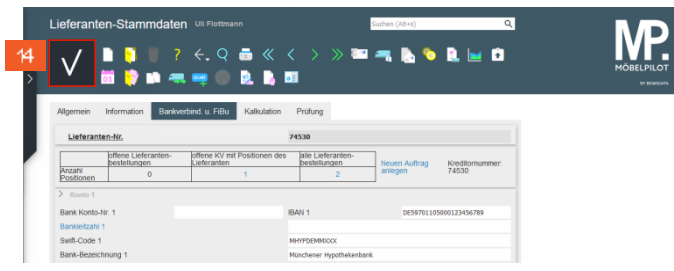 Lieferanten-Stammdaten Uli Flottmann
Suchen (Alt+s)
14
MP.
MÖBELPILOT
BY BEWIDATA
Allgemein Information Bankverbind. u. FiBu Kalkulation Prüfung
Lieferanten-Nr. 74530
offene Lieferanten-bestellungen offene KV mit Positionen des Lieferanten alle Lieferanten-bestellungen
Neuen Auftrag anlegen
Kreditornummer: 74530
Anzahl Positionen 0 1 2
Konto 1
Bank Konto-Nr. 1 IBAN 1 DE59701105000123456789
Bankleitzahl 1
Swift-Code 1 MHYPDEMMXXX
Bank-Bezeichnung 1 Münchener Hypothekenbank